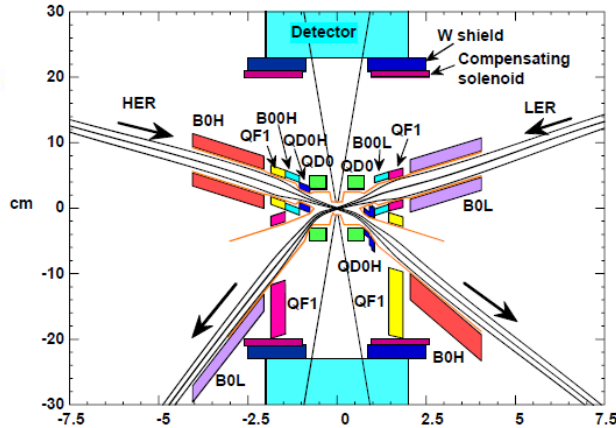 30
Detector
W shield
20
Compensating
solenoid
HER
LER
B0H
B00H
QF1
QD0H
QD0
QD0
B00L
QF1
10
cm
0
B0L
QD0H
-10
QF1
QF1
-20
B0L
B0H
-30
-7.5
-5
-2.5
0
2.5
5
7.5